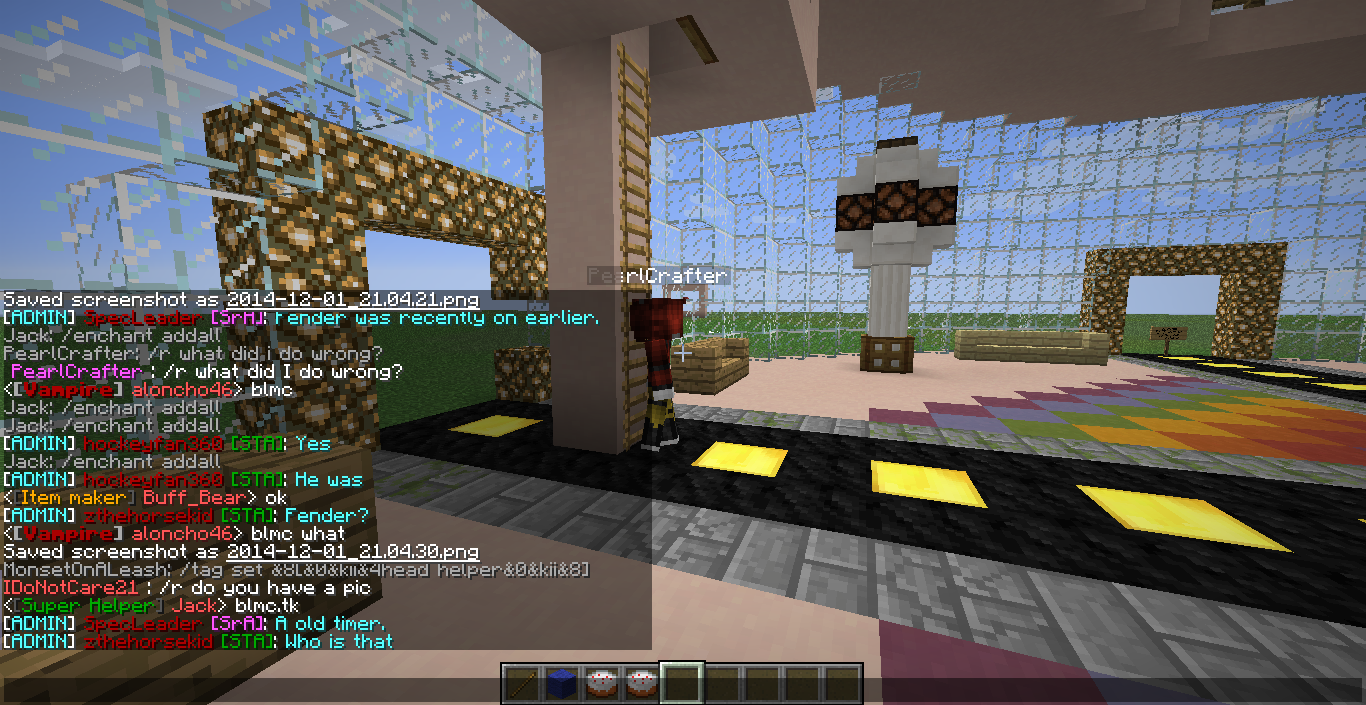 PearlCrafter
Saved screenshot as 2014-12-01_21.04.21.png
[ADMIN] SpecLeader [SrA]: Fender was recently on earlier.
Jack: /enchant addall
PearlCrafter: /r what did i do wrong?
PearlCrafter : /r what did I do wrong?
<[Vampire] aloncho46> blmc
Jack: /enchant addall
Jack: /enchant addall
[ADMIN] hockeyfan360 [STA]: Yes
Jack: /enchant addall
[ADMIN] hockeyfan360 [STA]: He was
<[Item maker] Buff_Bear> ok
[ADMIN] zthehorsekid [STA]: Fender?
<[Vampire] aloncho46> blmc what
Saved screenshot as 2014-12-01_21.04.30.png
MonsetOnALeash: /tag set &8[&0&kii&4head helper&0&kii&8]
IDoNotCare21 : /r do you have a pic
<[Super Helper] Jack> blmc.tk
[ADMIN] SpecLeader [SrA]: A old timer,
[ADMIN] zthehorsekid [STA]: Who is that